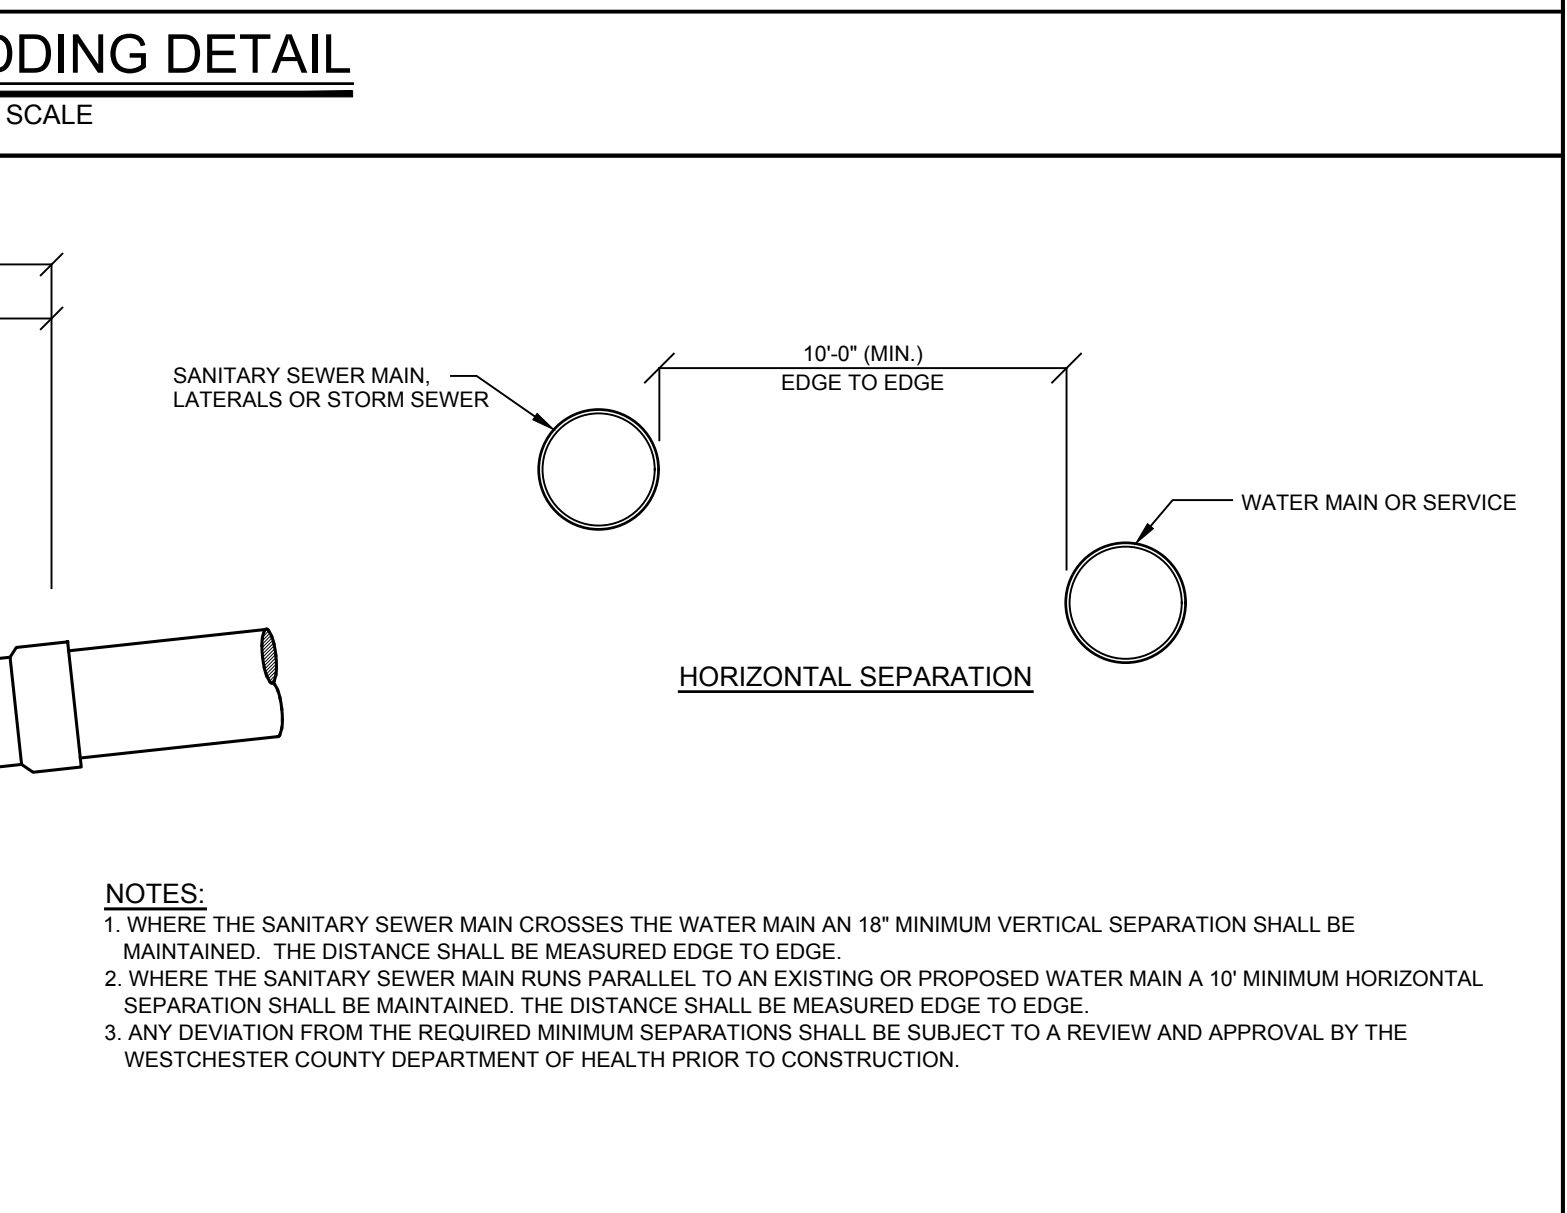 DETAIL
SCALE
SANITARY SEWER MAIN,
LATERALS OR STORM SEWER
10'-0" (MIN.)
EDGE TO EDGE
WATER MAIN OR SERVICE
HORIZONTAL SEPARATION
NOTES:
1. WHERE THE SANITARY SEWER MAIN CROSSES THE WATER MAIN AN 18" MINIMUM VERTICAL SEPARATION SHALL BE
MAINTAINED. THE DISTANCE SHALL BE MEASURED EDGE TO EDGE.
2. WHERE THE SANITARY SEWER MAIN RUNS PARALLEL TO AN EXISTING OR PROPOSED WATER MAIN A 10' MINIMUM HORIZONTAL
SEPARATION SHALL BE MAINTAINED. THE DISTANCE SHALL BE MEASURED EDGE TO EDGE.
3. ANY DEVIATION FROM THE REQUIRED MINIMUM SEPARATIONS SHALL BE SUBJECT TO A REVIEW AND APPROVAL BY THE
WESTCHESTER COUNTY DEPARTMENT OF HEALTH PRIOR TO CONSTRUCTION.